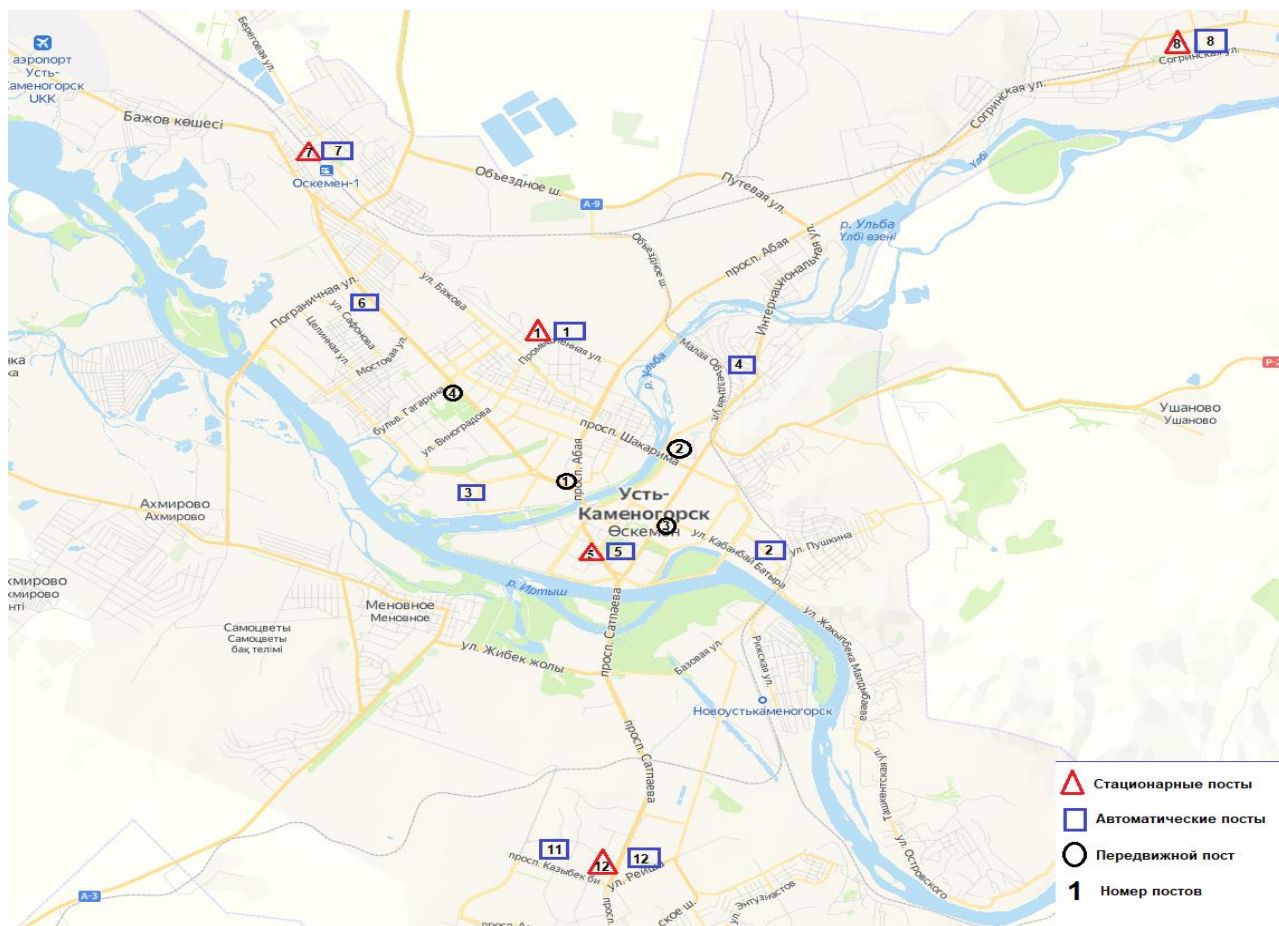 аэропорт
Усть-
Каменогорск
UKK
Береговая ул.
Бажов көшесі
7
7
Оскемен-1
Объездное ш.
A-9
Путевая ул.
Согринская ул.
8
8
Согринская ул.
Үлбі
р. Ульба
Үлбі өзені
просп. Абая
Объездное ш.
Интернациональная ул.
ул. Бажова
Пограничная ул.
6
ул. Сафонова
Целинная ул.
Мостовая ул.
1
1
Промышленная ул.
р. Ульба
Малая Объездная ул.
4
4
бульв. Гагарина
ул. Виноградова
просп. Шакарима
просп. Абая
2
1
3
Усть-
Каменогорск
Өскемен
3
5
5
ул. Кабанбай Батыра
2
ул. Пушкина
Ушаново
Ушаново
Ахмирово
Ахмирово
р. Иртыш
Меновное
Меновное
Самоцветы
Самоцветы
бақ телімі
ул. Жибек жолы
просп. Сатпаева
Базовая ул.
Рижская ул.
ул. Жакыпбека Малдыбаева
Новоусткаменогорск
просп. Сатпаева
Ташкентская ул.
ул. Островского
11
12
12
просп. Казыбек би
ул. Рейша
ул. Энтузиастов
A-3
Стационарные посты
Автоматические посты
Передвижной пост
1 Номер постов